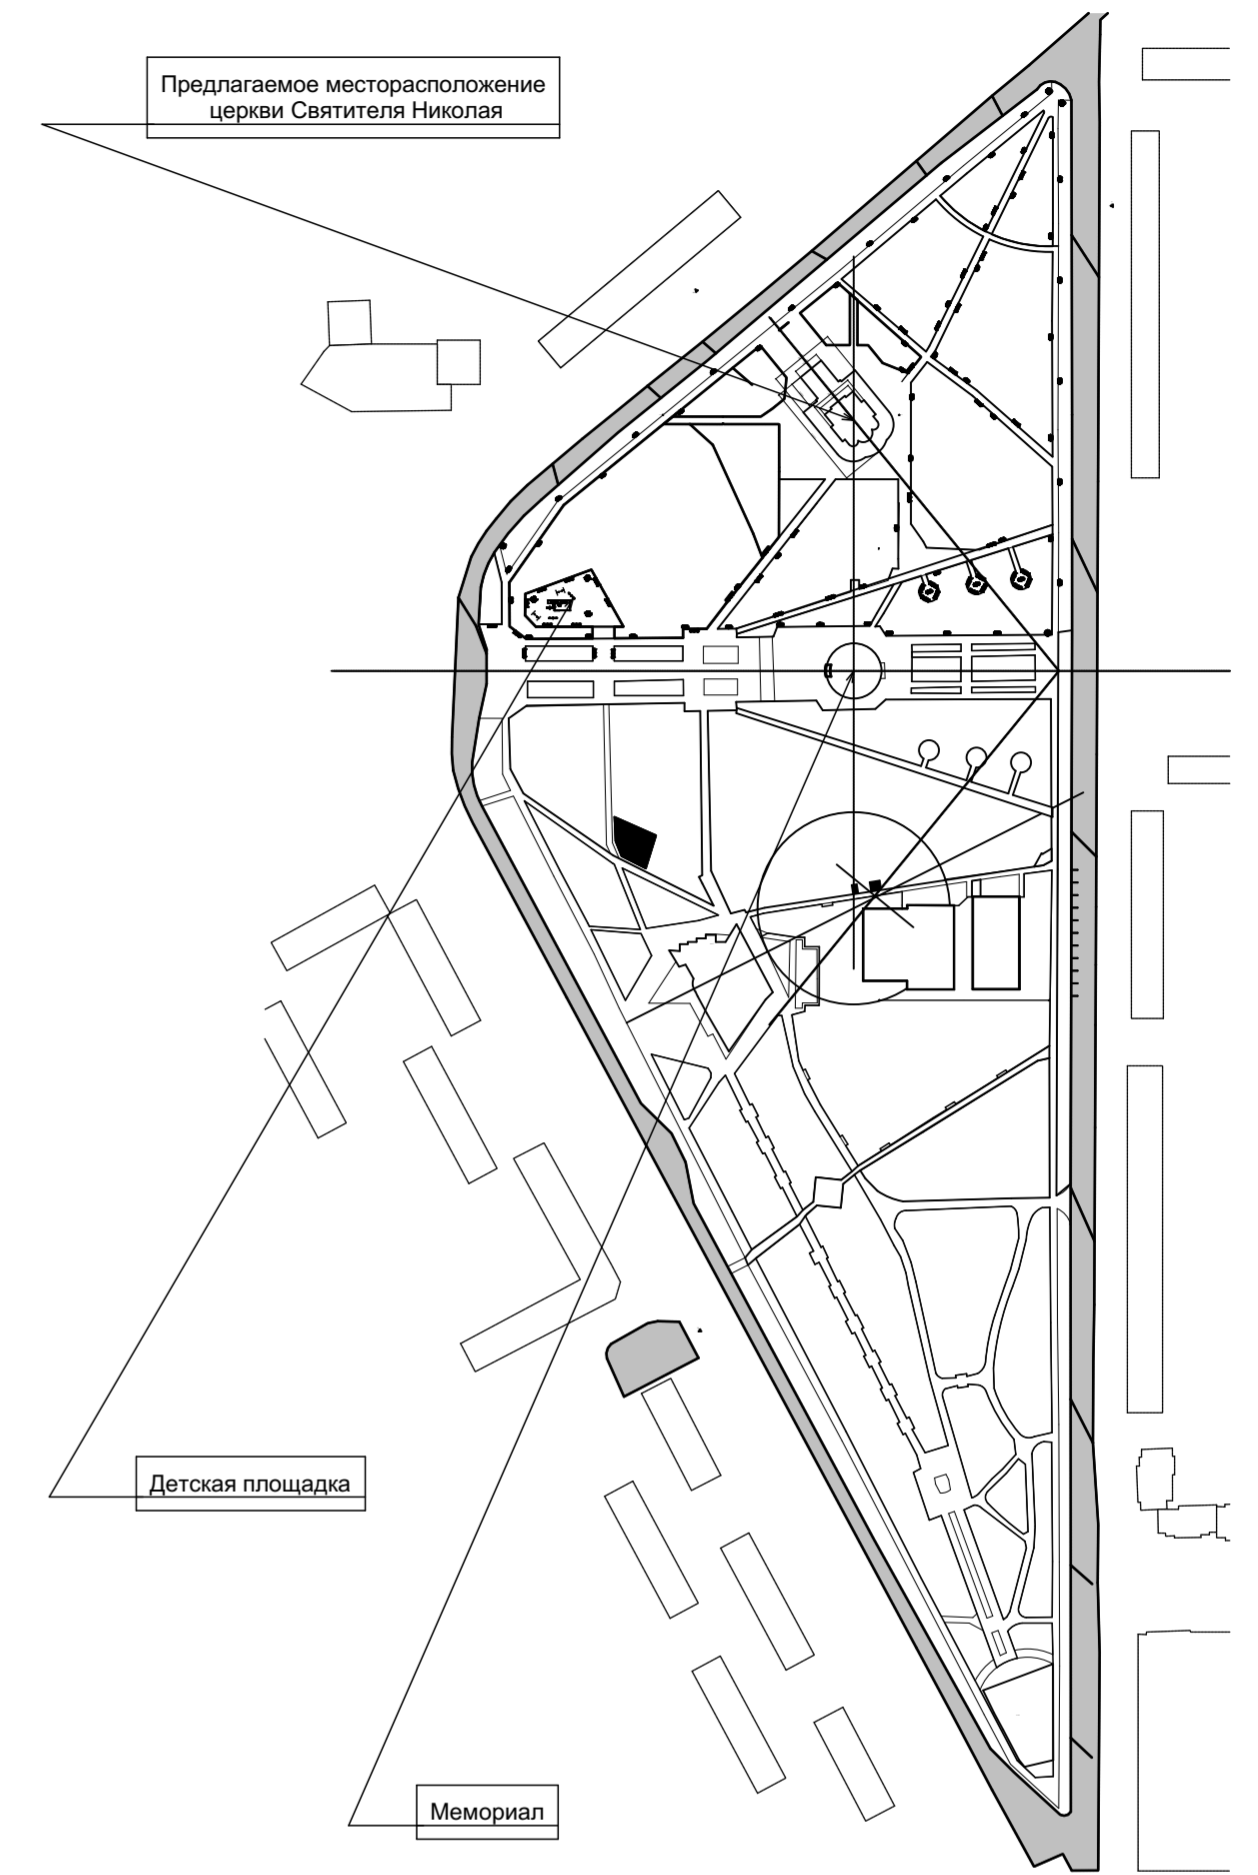 Предлагаемое месторасположение
церкви Святителя Николая
Детская площадка
Мемориал